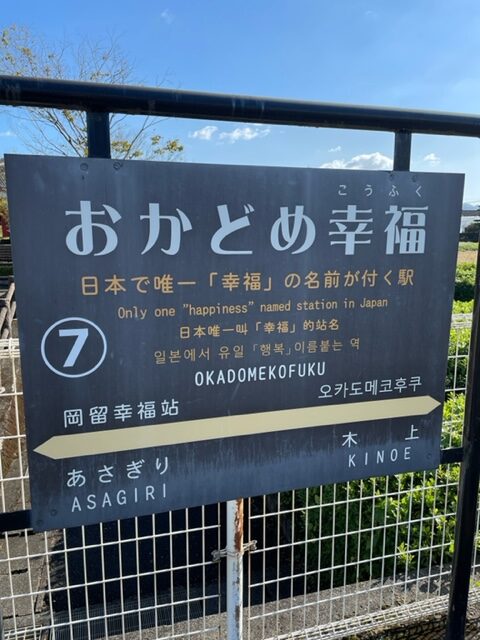 こうふく
おかどめ幸福
日本で唯一「幸福」の名前が付く駅
Only one "happiness" named station in Japan
日本唯一叫「幸福」的站名
7
일본에서 유일「행복」이름붙는 역
OKADOMEKOFUKU
岡留幸福站
오카도메코후쿠
あさぎり
木上
ASAGIRI
KINOE